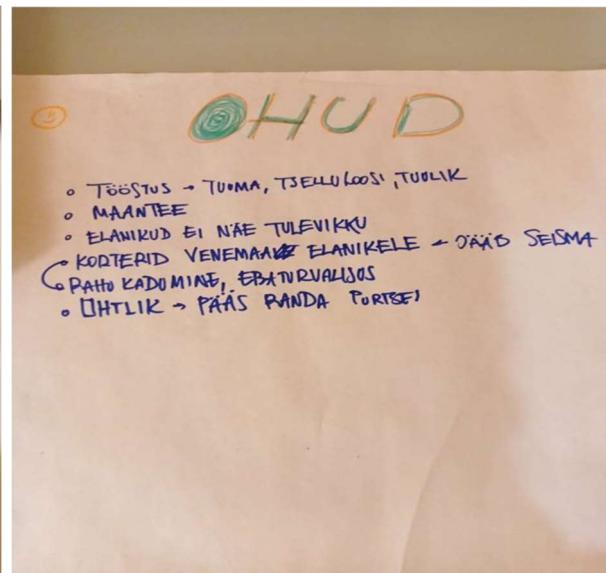 OHUD
• TÖÖSTUS → TUUMA, TSELLULOOSI, TUULIK
• MAANTEE
• ELANIKUD EI NÄE TULEVIKKU
• KORTERID VENEMAA ELANIKELE – JÄÄB SEISMA
• RAHU KADUMINE, EBATURVALISUS
• OHTLIK → PÄÄS RANDA PURTSEI